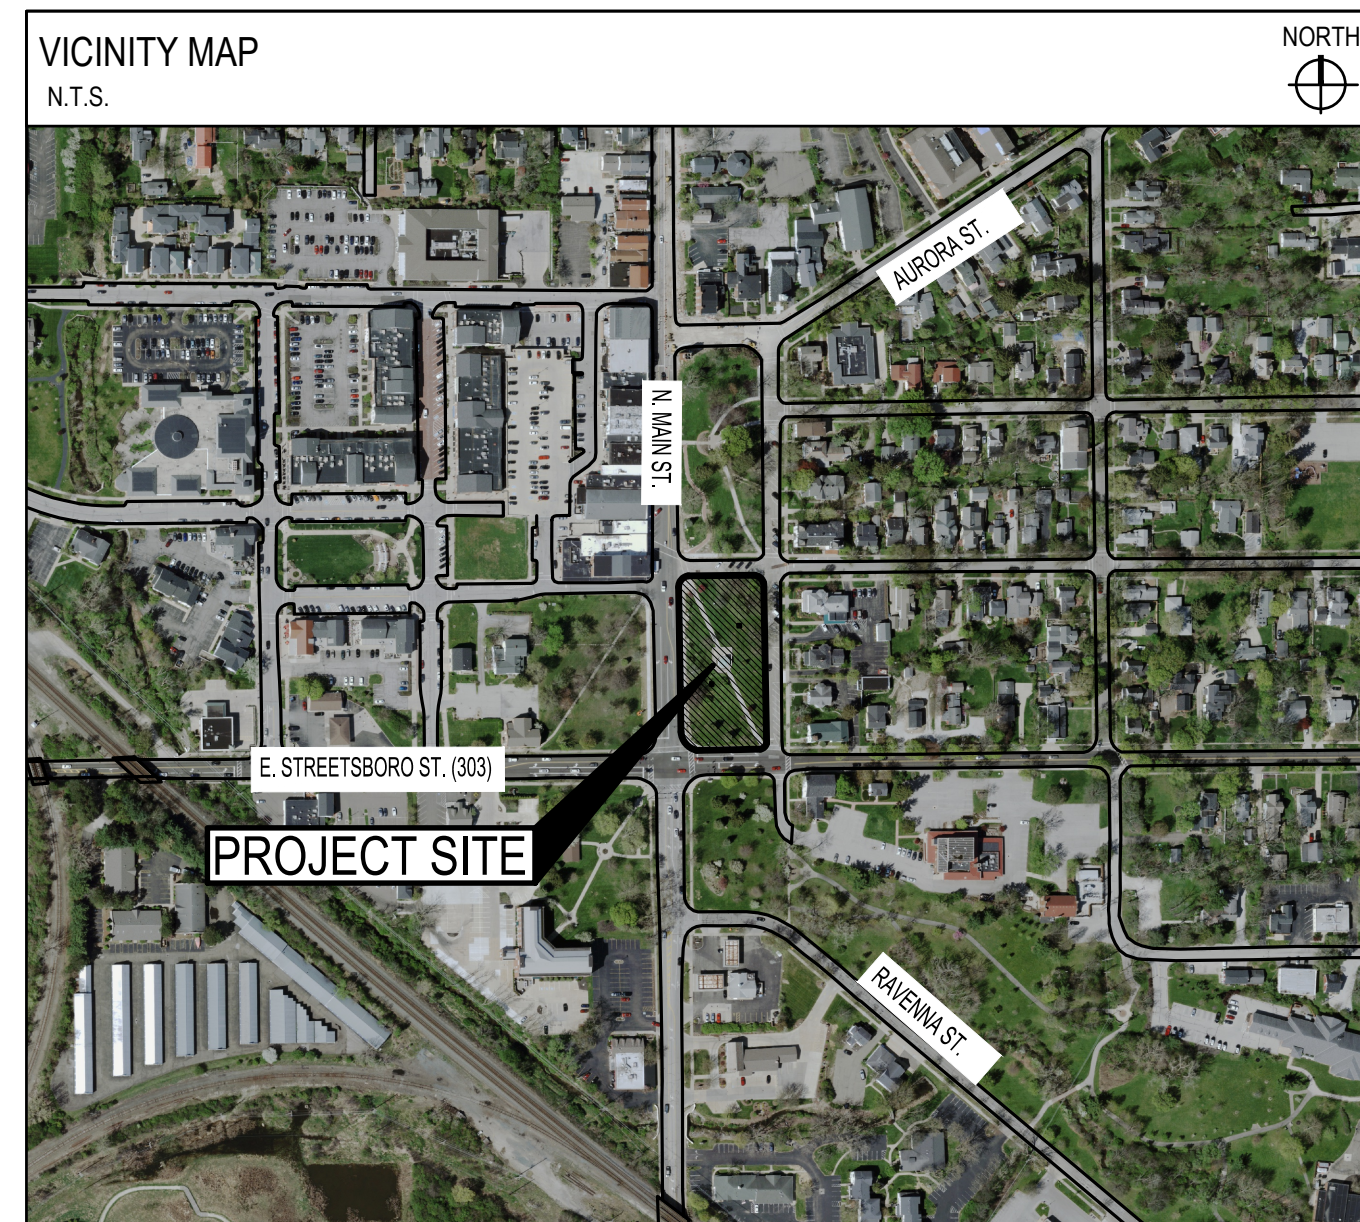 VICINITY MAP
N.T.S.
NORTH
AURORA ST.
N. MAIN ST.
E. STREETSBORO ST. (303)
PROJECT SITE
RAVENNA ST.